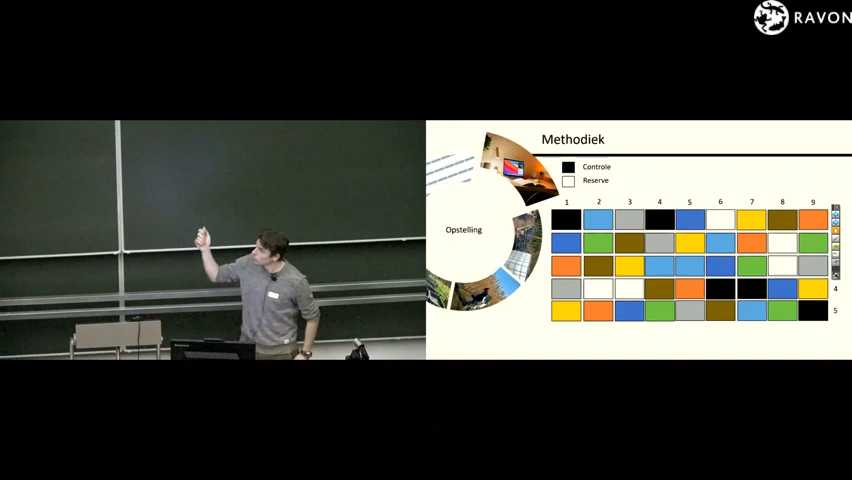 RAVON
Methodiek
Controle
Reserve
Opstelling
1 2 3 4 5 6 7 8 9
4
5